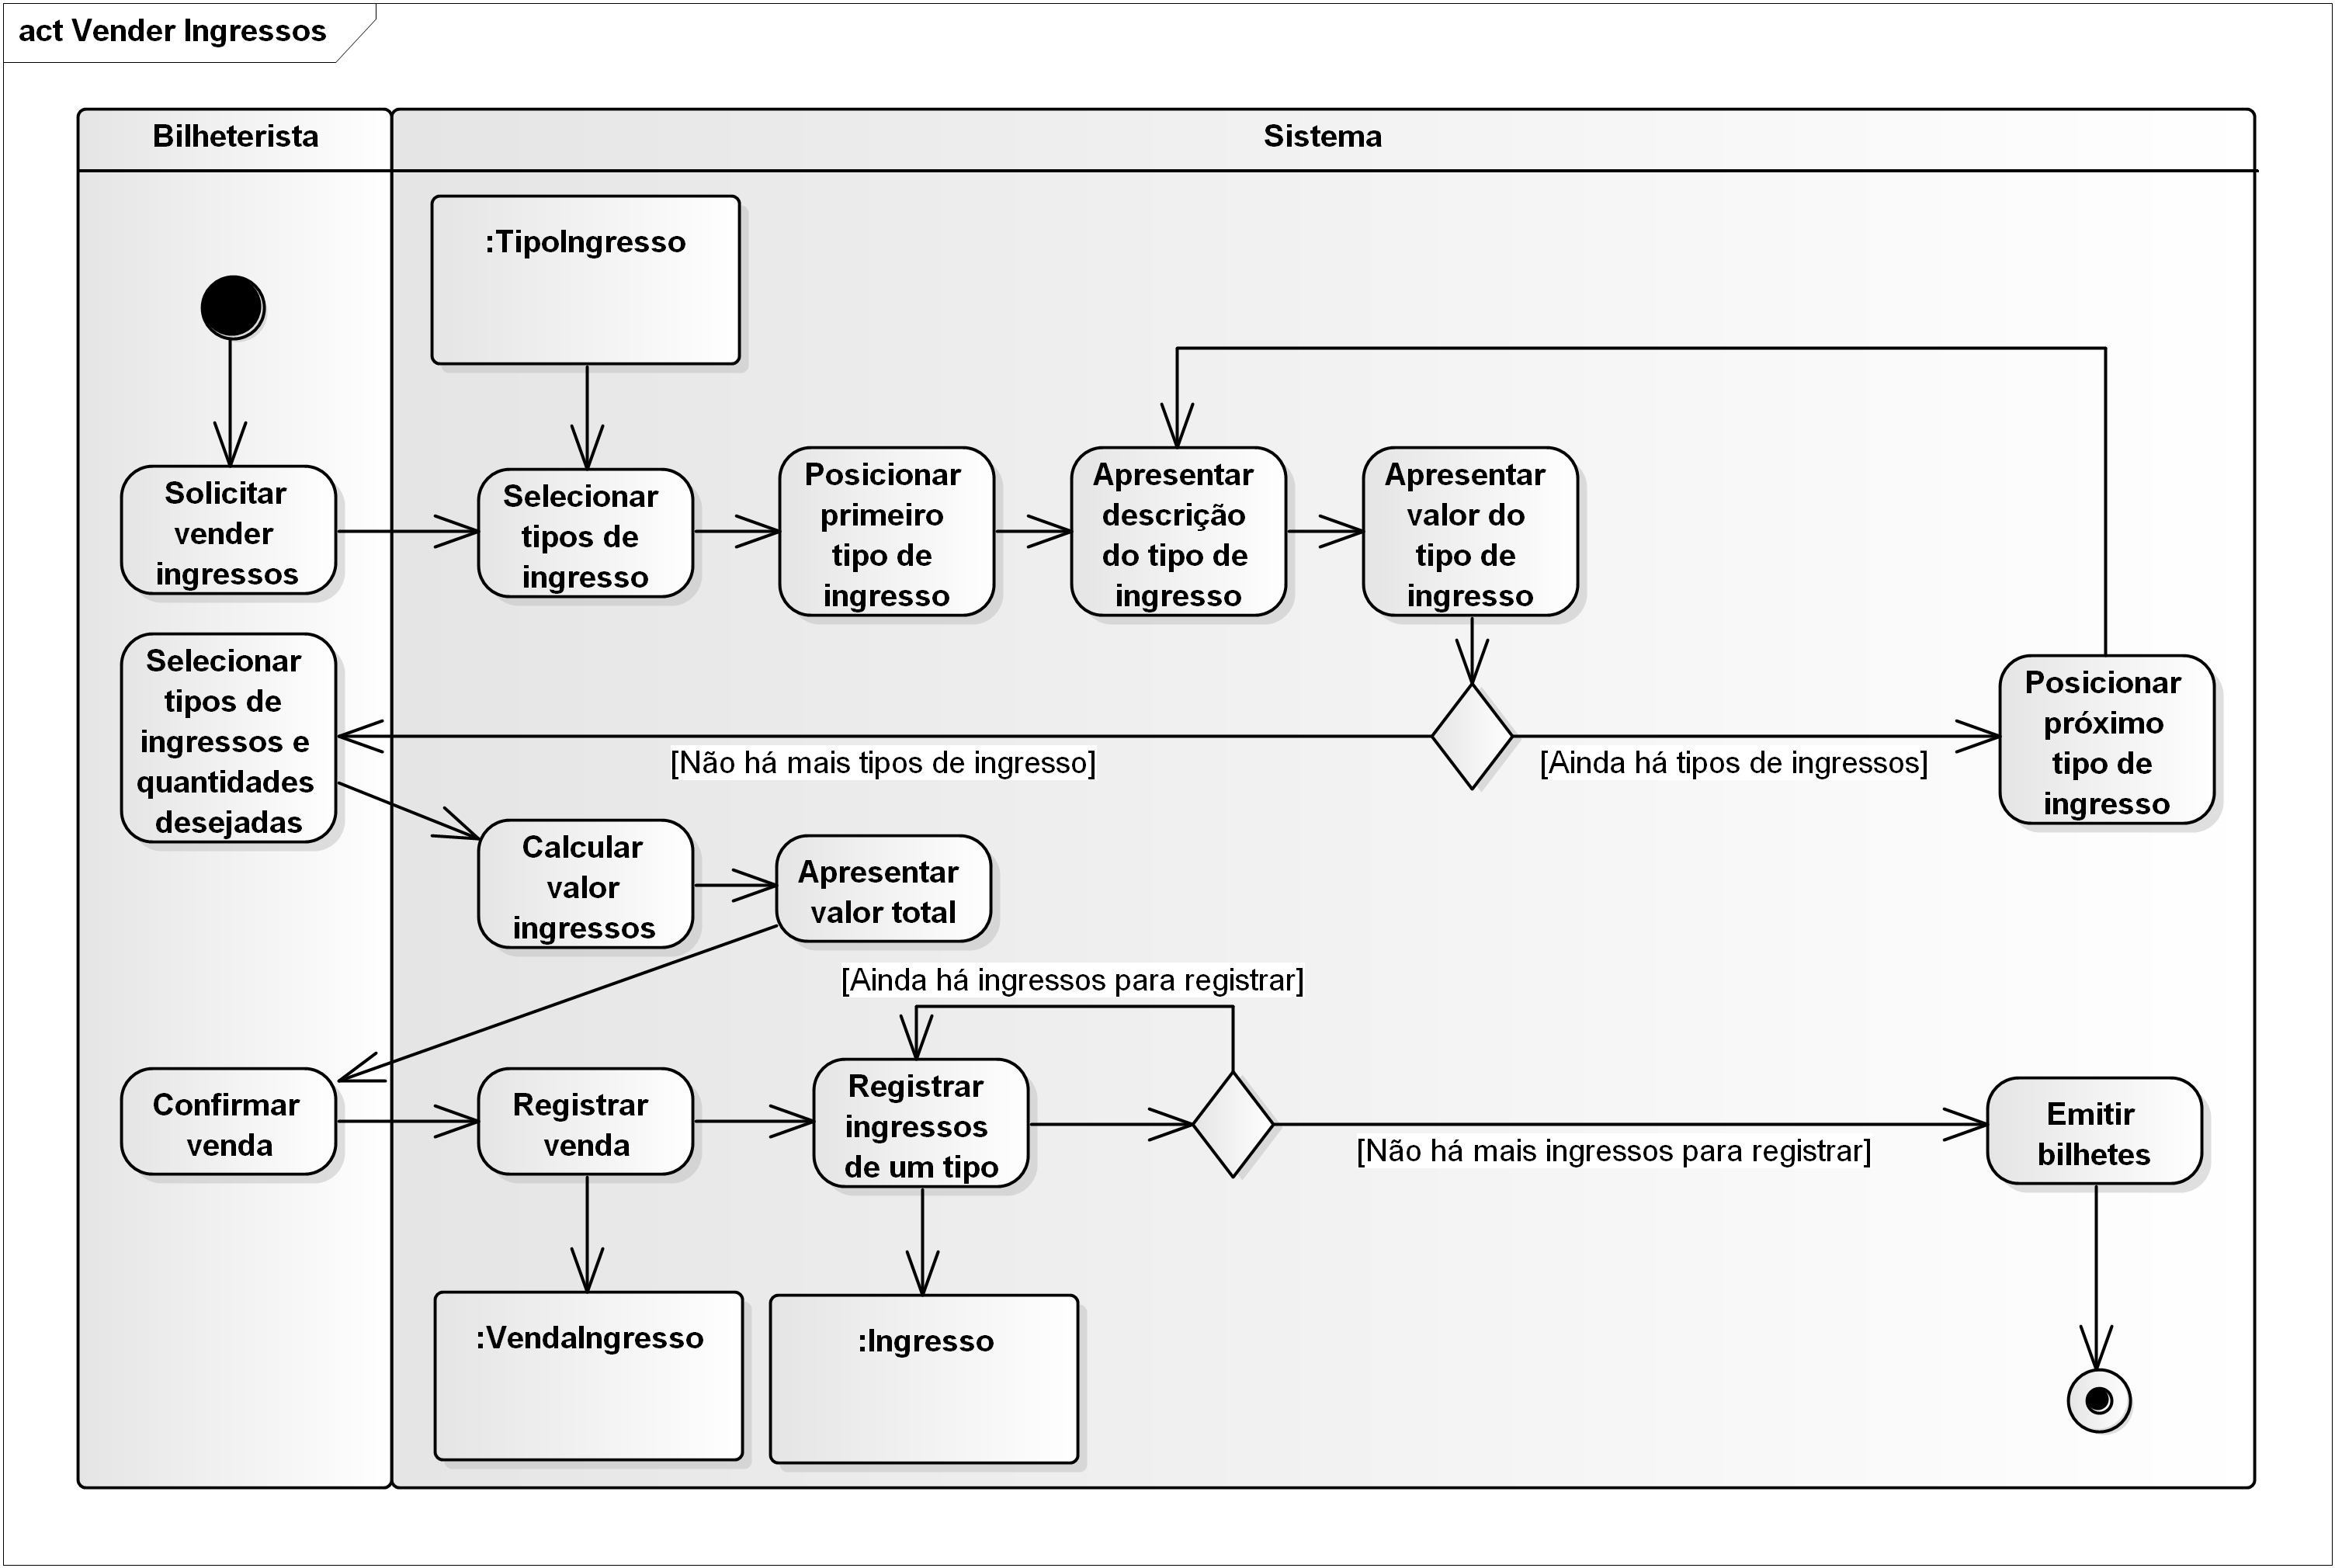 act Vender Ingressos
Bilheterista
Sistema
:TipoIngresso
Solicitar
vender
ingressos
Selecionar
tipos de
ingresso
Posicionar
primeiro
tipo de
ingresso
Apresentar
descrição
do tipo de
ingresso
Apresentar
valor do
tipo de
ingresso
Selecionar
tipos de
ingressos e
quantidades
desejadas
[Não há mais tipos de ingresso]
[Ainda há tipos de ingressos]
Posicionar
próximo
tipo de
ingresso
Calcular
valor
ingressos
Apresentar
valor total
[Ainda há ingressos para registrar]
Confirmar
venda
Registrar
venda
Registrar
ingressos
de um tipo
[Não há mais ingressos para registrar]
Emitir
bilhetes
:VendaIngresso
:Ingresso